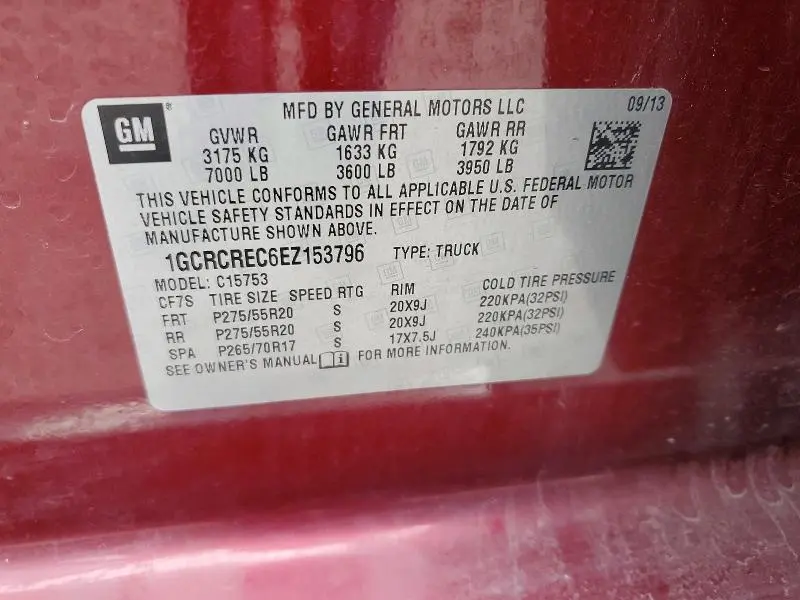 GM®
MFD BY GENERAL MOTORS LLC 09/13
GVWR GAWR FRT GAWR RR
3175 KG 1633 KG 1792 KG
7000 LB 3600 LB 3950 LB
THIS VEHICLE CONFORMS TO ALL APPLICABLE U.S. FEDERAL MOTOR
VEHICLE SAFETY STANDARDS IN EFFECT ON THE DATE OF
MANUFACTURE SHOWN ABOVE.
1GCRCREC6EZ153796 TYPE: TRUCK
MODEL: C15753
CF7S TIRE SIZE SPEED RTG RIM COLD TIRE PRESSURE
FRT P275/55R20 S 20X9J 220KPA(32PSI)
RR P275/55R20 S 20X9J 220KPA(32PSI)
SPA P265/70R17 S 17X7.5J 240KPA(35PSI)
SEE OWNER'S MANUAL i FOR MORE INFORMATION.